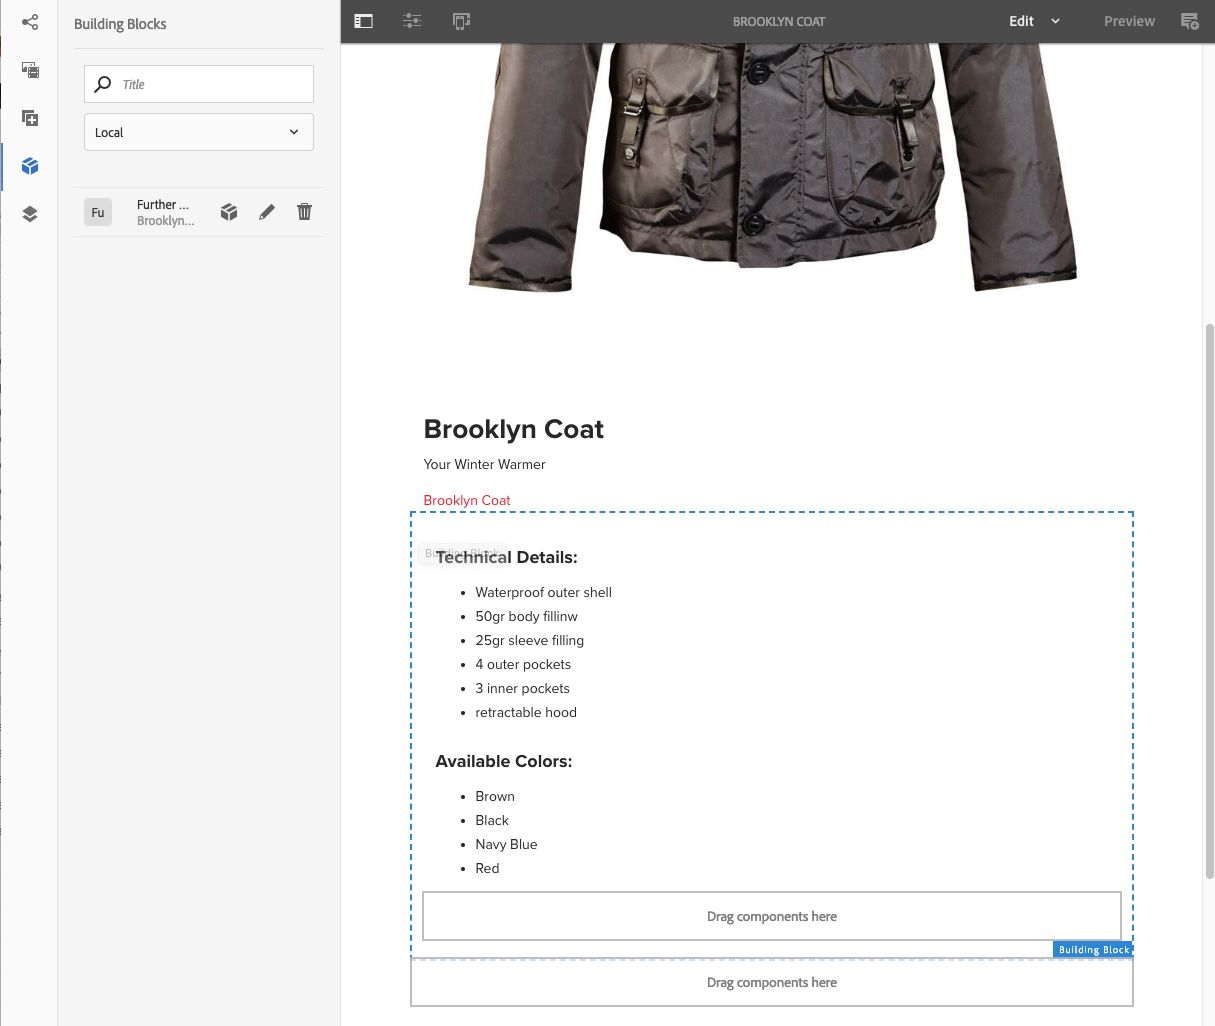 Building Blocks
BROOKLYN COAT
Edit
Preview
Title
Local
Fu
Further ...
Brooklyn...
Brooklyn Coat
Your Winter Warmer
Brooklyn Coat
Building Block
Technical Details:
• Waterproof outer shell
• 50gr body fillinw
• 25gr sleeve filling
• 4 outer pockets
• 3 inner pockets
• retractable hood
Available Colors:
• Brown
• Black
• Navy Blue
• Red
Drag components here
Building Block
Drag components here